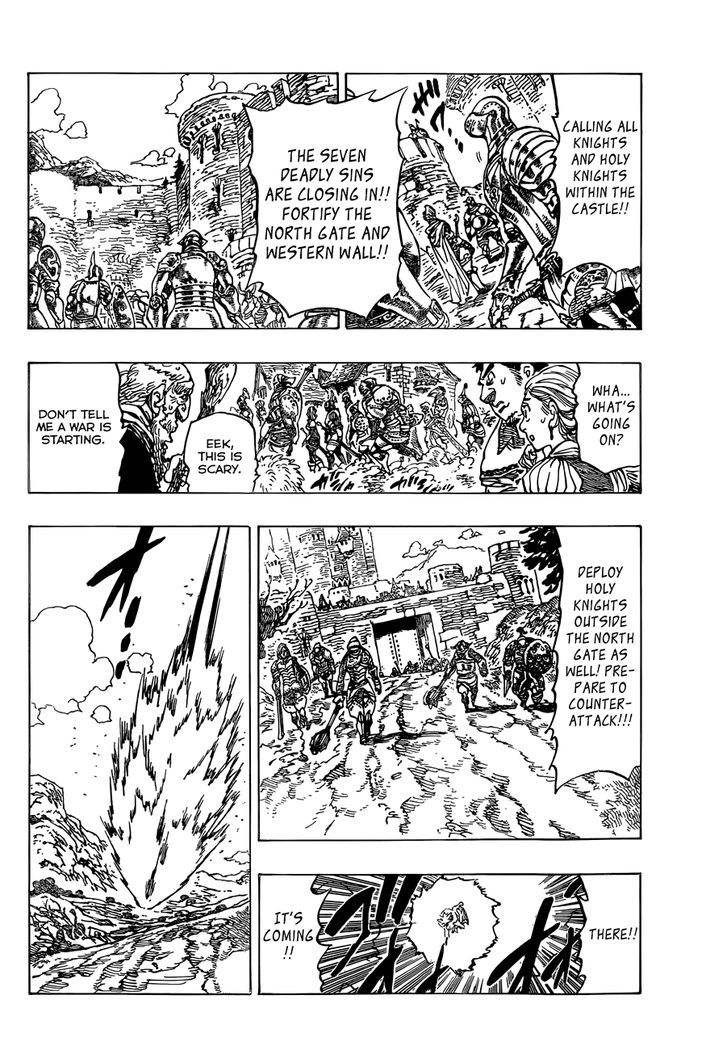 CALLING ALL
KNIGHTS
AND HOLY
KNIGHTS
WITHIN THE
CASTLE!!
THE SEVEN
DEADLY SINS
ARE CLOSING IN!!
FORTIFY THE
NORTH GATE AND
WESTERN WALL!!
WHA...
WHAT'S
GOING
ON?
EEK,
THIS IS
SCARY.
DON'T TELL
ME A WAR IS
STARTING.
DEPLOY
HOLY
KNIGHTS
OUTSIDE
THE NORTH
GATE AS
WELL! PRE-
PARE TO
COUNTER-
ATTACK!!!
THERE!!
IT'S
COMING
!!